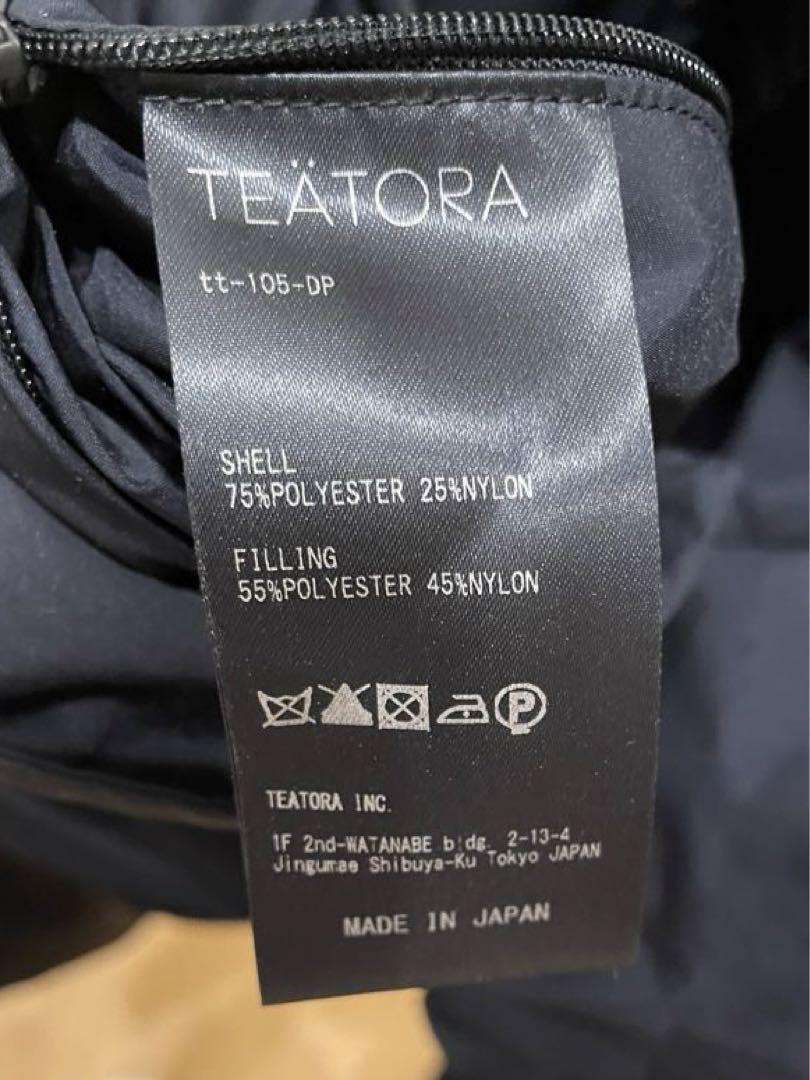 TEÄTORA
tt-105-DP
SHELL
75%POLYESTER 25%NYLON
FILLING
55%POLYESTER 45%NYLON
P
TEATORA INC.
1F 2nd-WATANABE bldg. 2-13-4
Jingumae Shibuya-Ku Tokyo JAPAN
MADE IN JAPAN